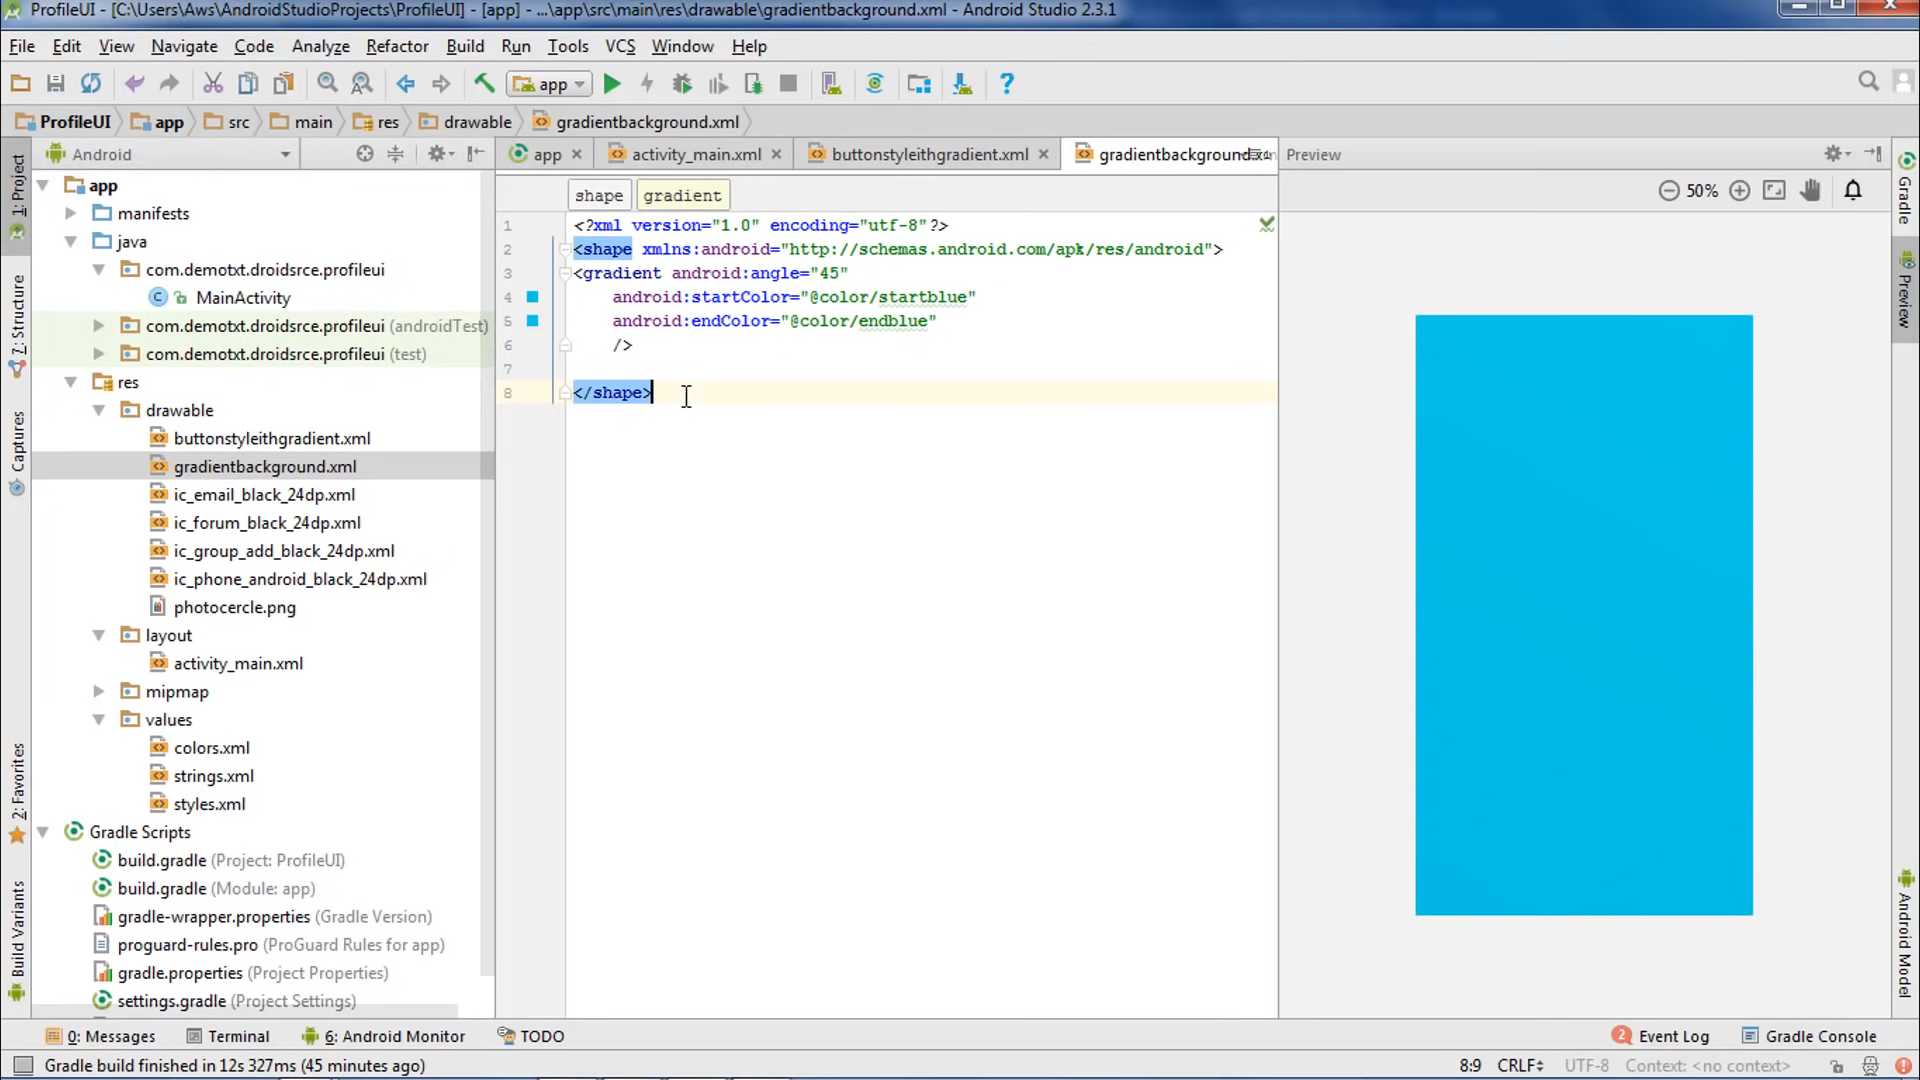 ProfileUI - [C:\Users\Aws\AndroidStudioProjects\ProfileUI] - [app] - ...\app\src\main\res\drawable\gradientbackground.xml - Android Studio 2.3.1
File Edit View Navigate Code Analyze Refactor Build Run Tools VCS Window Help
app
ProfileUI app src main res drawable gradientbackground.xml
Android
app activity_main.xml buttonstyleithgradient.xml gradientbackground.x
Preview
50%
shape gradient
1 <?xml version="1.0" encoding="utf-8"?>
2 <shape xmlns:android="http://schemas.android.com/apk/res/android">
3 <gradient android:angle="45"
4 android:startColor="@color/startblue"
5 android:endColor="@color/endblue"
6 />
7
8 </shape>
app
manifests
java
com.demotxt.droidsrce.profileui
MainActivity
com.demotxt.droidsrce.profileui (androidTest)
com.demotxt.droidsrce.profileui (test)
res
drawable
buttonstyleithgradient.xml
gradientbackground.xml
ic_email_black_24dp.xml
ic_forum_black_24dp.xml
ic_group_add_black_24dp.xml
ic_phone_android_black_24dp.xml
photocercle.png
layout
activity_main.xml
mipmap
values
colors.xml
strings.xml
styles.xml
Gradle Scripts
build.gradle (Project: ProfileUI)
build.gradle (Module: app)
gradle-wrapper.properties (Gradle Version)
proguard-rules.pro (ProGuard Rules for app)
gradle.properties (Project Properties)
settings.gradle (Project Settings)
1: Project
7: Structure
Captures
2: Favorites
Build Variants
Gradle
Preview
Android Model
0: Messages Terminal 6: Android Monitor TODO
2 Event Log Gradle Console
Gradle build finished in 12s 327ms (45 minutes ago)
8:9 CRLF UTF-8 Context: <no context>